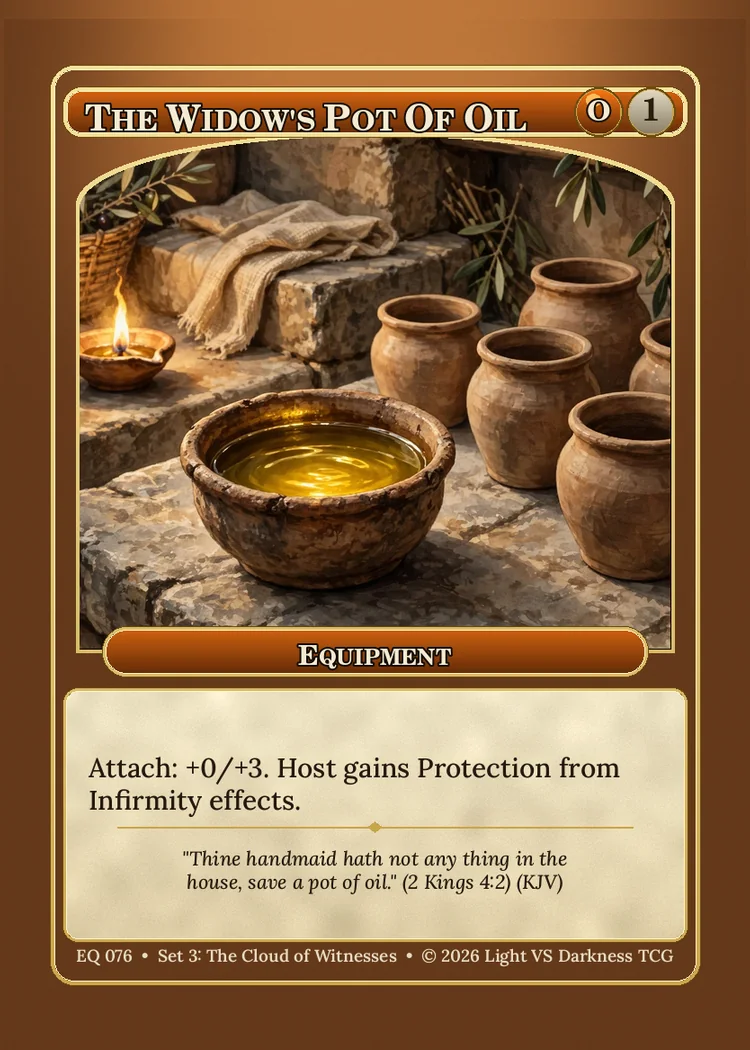 The Widow's Pot Of Oil O 1
Equipment
Attach: +0/+3. Host gains Protection from
Infirmity effects.
"Thine handmaid hath not any thing in the
house, save a pot of oil." (2 Kings 4:2) (KJV)
EQ 076 • Set 3: The Cloud of Witnesses • © 2026 Light VS Darkness TCG